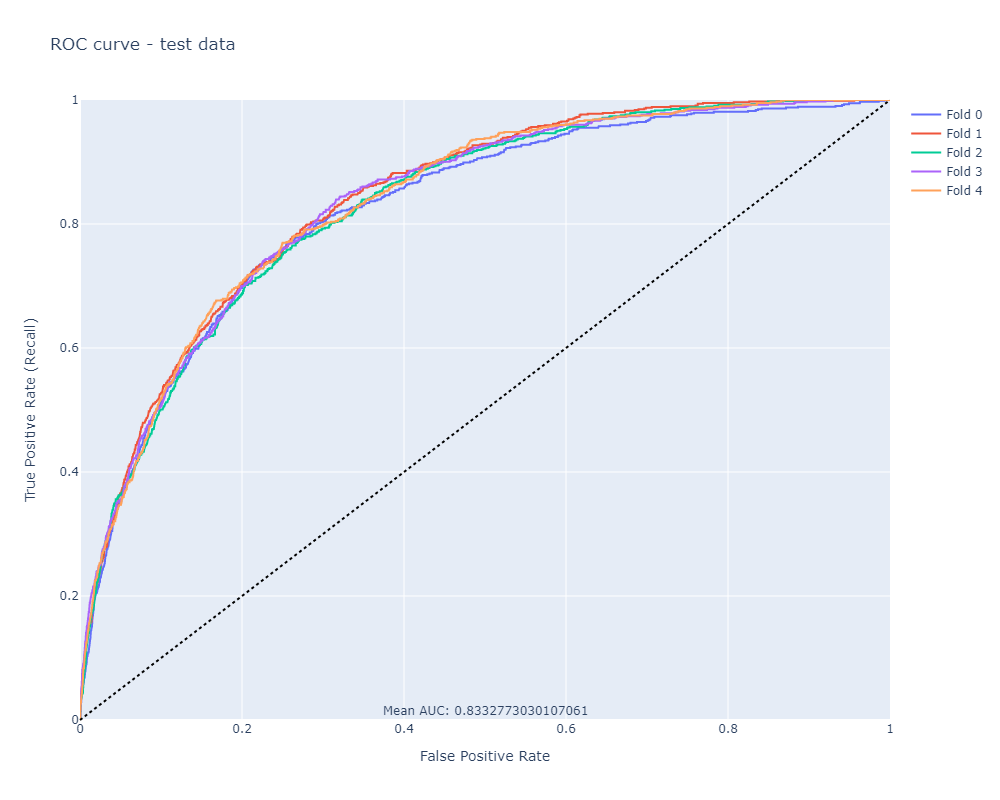 ROC curve - test data
True Positive Rate (Recall)
1
0.8
0.6
0.4
0.2
0
0
0.2
0.4
0.6
0.8
1
False Positive Rate
Mean AUC: 0.8332773030107061
Fold 0
Fold 1
Fold 2
Fold 3
Fold 4